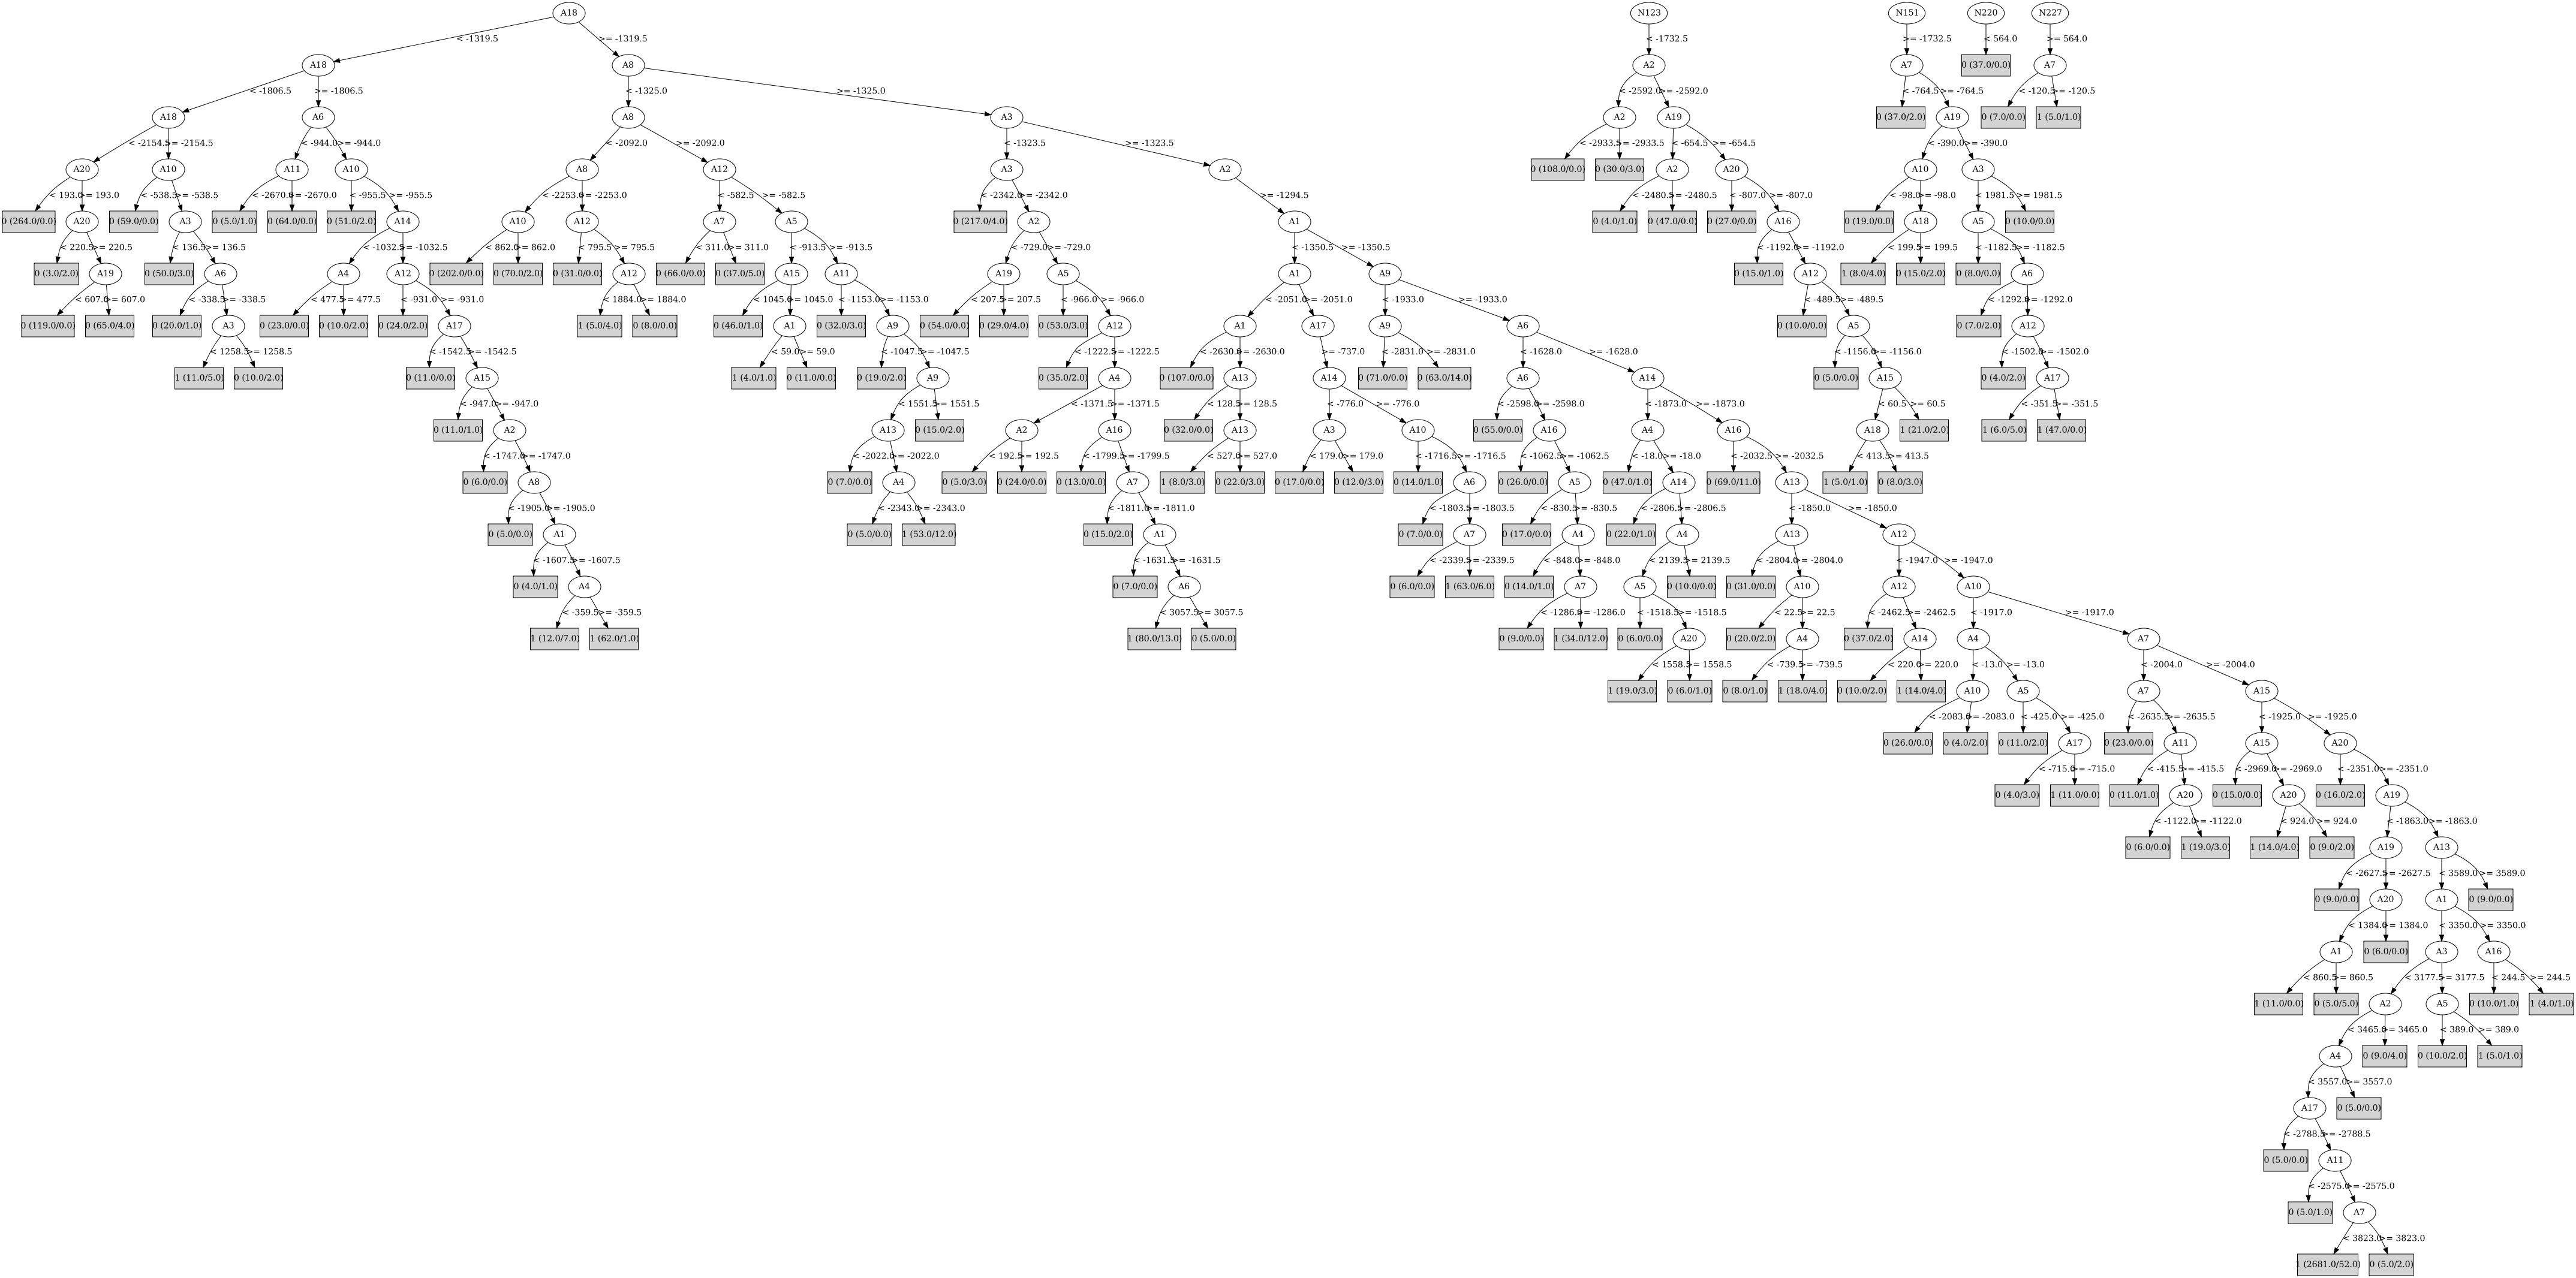 A18 N123 N151 N220 N227
< -1319.5 >= -1319.5 < -1732.5 >= -1732.5 < 564.0 >= 564.0
A18 A8 A2 A7 0 (37.0/0.0) A7
< -1806.5 >= -1806.5 < -1325.0 >= -1325.0 < -2592.0 >= -2592.0 < -764.5 >= -764.5 < -120.5 >= -120.5
A18 A6 A8 A3 A2 A19 0 (37.0/2.0) A19 0 (7.0/0.0) 1 (5.0/1.0)
< -2154.5 >= -2154.5 < -944.0 >= -944.0 < -2092.0 >= -2092.0 < -1323.5 >= -1323.5 < -2933.5 >= -2933.5 < -654.5 >= -654.5 < -390.0 >= -390.0
A20 A10 A11 A10 A8 A12 A3 A2 0 (108.0/0.0) 0 (30.0/3.0) A2 A20 A10 A3
< 193.0 >= 193.0 < -538.5 >= -538.5 < -2670.0 >= -2670.0 < -955.5 >= -955.5 < -2253.0 >= -2253.0 < -582.5 >= -582.5 < -2342.0 >= -2342.0 >= -1294.5 < -2480.5 >= -2480.5 < -807.0 >= -807.0 < -98.0 >= -98.0 < 1981.5 >= 1981.5
0 (264.0/0.0) A20 0 (59.0/0.0) A3 0 (5.0/1.0) 0 (64.0/0.0) 0 (51.0/2.0) A14 A10 A12 A7 A5 0 (217.0/4.0) A2 A1 0 (4.0/1.0) 0 (47.0/0.0) 0 (27.0/0.0) A16 0 (19.0/0.0) A18 A5 0 (10.0/0.0)
< 220.5 >= 220.5 < 136.5 >= 136.5 < -1032.5 >= -1032.5 < 862.0 >= 862.0 < 795.5 >= 795.5 < 311.0 >= 311.0 < -913.5 >= -913.5 < -729.0 >= -729.0 < -1350.5 >= -1350.5 < -1192.0 >= -1192.0 < 199.5 >= 199.5 < -1182.5 >= -1182.5
0 (3.0/2.0) A19 0 (50.0/3.0) A6 A4 A12 0 (202.0/0.0) 0 (70.0/2.0) 0 (31.0/0.0) A12 0 (66.0/0.0) 0 (37.0/5.0) A15 A11 A19 A5 A1 A9 0 (15.0/1.0) A12 1 (8.0/4.0) 0 (15.0/2.0) 0 (8.0/0.0) A6
< 607.0 >= 607.0 < -338.5 >= -338.5 < 477.5 >= 477.5 < -931.0 >= -931.0 < 1884.0 >= 1884.0 < 1045.0 >= 1045.0 < -1153.0 >= -1153.0 < 207.5 >= 207.5 < -966.0 >= -966.0 < -2051.0 >= -2051.0 < -1933.0 >= -1933.0 < -489.5 >= -489.5 < -1292.0 >= -1292.0
0 (119.0/0.0) 0 (65.0/4.0) 0 (20.0/1.0) A3 0 (23.0/0.0) 0 (10.0/2.0) 0 (24.0/2.0) A17 1 (5.0/4.0) 0 (8.0/0.0) 0 (46.0/1.0) A1 0 (32.0/3.0) A9 0 (54.0/0.0) 0 (29.0/4.0) 0 (53.0/3.0) A12 A1 A17 A9 A6 0 (10.0/0.0) A5 0 (7.0/2.0) A12
< 1258.5 >= 1258.5 < -1542.5 >= -1542.5 < 59.0 >= 59.0 < -1047.5 >= -1047.5 < -1222.5 >= -1222.5 < -2630.0 >= -2630.0 >= -737.0 < -2831.0 >= -2831.0 < -1628.0 >= -1628.0 < -1156.0 >= -1156.0 < -1502.0 >= -1502.0
1 (11.0/5.0) 0 (10.0/2.0) 0 (11.0/0.0) A15 1 (4.0/1.0) 0 (11.0/0.0) 0 (19.0/2.0) A9 0 (35.0/2.0) A4 0 (107.0/0.0) A13 A14 0 (71.0/0.0) 0 (63.0/14.0) A6 A14 0 (5.0/0.0) A15 0 (4.0/2.0) A17
< -947.0 >= -947.0 < 1551.5 >= 1551.5 < -1371.5 >= -1371.5 < 128.5 >= 128.5 < -776.0 >= -776.0 < -2598.0 >= -2598.0 < -1873.0 >= -1873.0 < 60.5 >= 60.5 < -351.5 >= -351.5
0 (11.0/1.0) A2 A13 0 (15.0/2.0) A2 A16 0 (32.0/0.0) A13 A3 A10 0 (55.0/0.0) A16 A4 A16 A18 1 (21.0/2.0) 1 (6.0/5.0) 1 (47.0/0.0)
< -1747.0 >= -1747.0 < -2022.0 >= -2022.0 < 192.5 >= 192.5 < -1799.5 >= -1799.5 < 527.0 >= 527.0 < 179.0 >= 179.0 < -1716.5 >= -1716.5 < -1062.5 >= -1062.5 < -18.0 >= -18.0 < -2032.5 >= -2032.5 < 413.5 >= 413.5
0 (6.0/0.0) A8 0 (7.0/0.0) A4 0 (5.0/3.0) 0 (24.0/0.0) 0 (13.0/0.0) A7 1 (8.0/3.0) 0 (22.0/3.0) 0 (17.0/0.0) 0 (12.0/3.0) 0 (14.0/1.0) A6 0 (26.0/0.0) A5 0 (47.0/1.0) A14 0 (69.0/11.0) A13 1 (5.0/1.0) 0 (8.0/3.0)
< -1905.0 >= -1905.0 < -2343.0 >= -2343.0 < -1811.0 >= -1811.0 < -1803.5 >= -1803.5 < -830.5 >= -830.5 < -2806.5 >= -2806.5 < -1850.0 >= -1850.0
0 (5.0/0.0) A1 0 (5.0/0.0) 1 (53.0/12.0) 0 (15.0/2.0) A1 0 (7.0/0.0) A7 0 (17.0/0.0) A4 0 (22.0/1.0) A4 A13 A12
< -1607.5 >= -1607.5 < -1631.5 >= -1631.5 < -2339.5 >= -2339.5 < -848.0 >= -848.0 < 2139.5 >= 2139.5 < -2804.0 >= -2804.0 < -1947.0 >= -1947.0
0 (4.0/1.0) A4 0 (7.0/0.0) A6 0 (6.0/0.0) 1 (63.0/6.0) 0 (14.0/1.0) A7 A5 0 (10.0/0.0) 0 (31.0/0.0) A10 A12 A10
< -359.5 >= -359.5 < 3057.5 >= 3057.5 < -1286.0 >= -1286.0 < -1518.5 >= -1518.5 < 22.5 >= 22.5 < -2462.5 >= -2462.5 < -1917.0 >= -1917.0
1 (12.0/7.0) 1 (62.0/1.0) 1 (80.0/13.0) 0 (5.0/0.0) 0 (9.0/0.0) 1 (34.0/12.0) 0 (6.0/0.0) A20 0 (20.0/2.0) A4 0 (37.0/2.0) A14 A4 A7
< 1558.5 >= 1558.5 < -739.5 >= -739.5 < 220.0 >= 220.0 < -13.0 >= -13.0 < -2004.0 >= -2004.0
1 (19.0/3.0) 0 (6.0/1.0) 0 (8.0/1.0) 1 (18.0/4.0) 0 (10.0/2.0) 1 (14.0/4.0) A10 A5 A7 A15
< -2083.0 >= -2083.0 < -425.0 >= -425.0 < -2635.5 >= -2635.5 < -1925.0 >= -1925.0
0 (26.0/0.0) 0 (4.0/2.0) 0 (11.0/2.0) A17 0 (23.0/0.0) A11 A15 A20
< -715.0 >= -715.0 < -415.5 >= -415.5 < -2969.0 >= -2969.0 < -2351.0 >= -2351.0
0 (4.0/3.0) 1 (11.0/0.0) 0 (11.0/1.0) A20 0 (15.0/0.0) A20 0 (16.0/2.0) A19
< -1122.0 >= -1122.0 < 924.0 >= 924.0 < -1863.0 >= -1863.0
0 (6.0/0.0) 1 (19.0/3.0) 1 (14.0/4.0) 0 (9.0/2.0) A19 A13
< -2627.5 >= -2627.5 < 3589.0 >= 3589.0
0 (9.0/0.0) A20 A1 0 (9.0/0.0)
< 1384.0 >= 1384.0 < 3350.0 >= 3350.0
A1 0 (6.0/0.0) A3 A16
< 860.5 >= 860.5 < 3177.5 >= 3177.5 < 244.5 >= 244.5
1 (11.0/0.0) 0 (5.0/5.0) A2 A5 0 (10.0/1.0) 1 (4.0/1.0)
< 3465.0 >= 3465.0 < 389.0 >= 389.0
A4 0 (9.0/4.0) 0 (10.0/2.0) 1 (5.0/1.0)
< 3557.0 >= 3557.0
A17 0 (5.0/0.0)
< -2788.5 >= -2788.5
0 (5.0/0.0) A11
< -2575.0 >= -2575.0
0 (5.0/1.0) A7
< 3823.0 >= 3823.0
1 (2681.0/52.0) 0 (5.0/2.0)